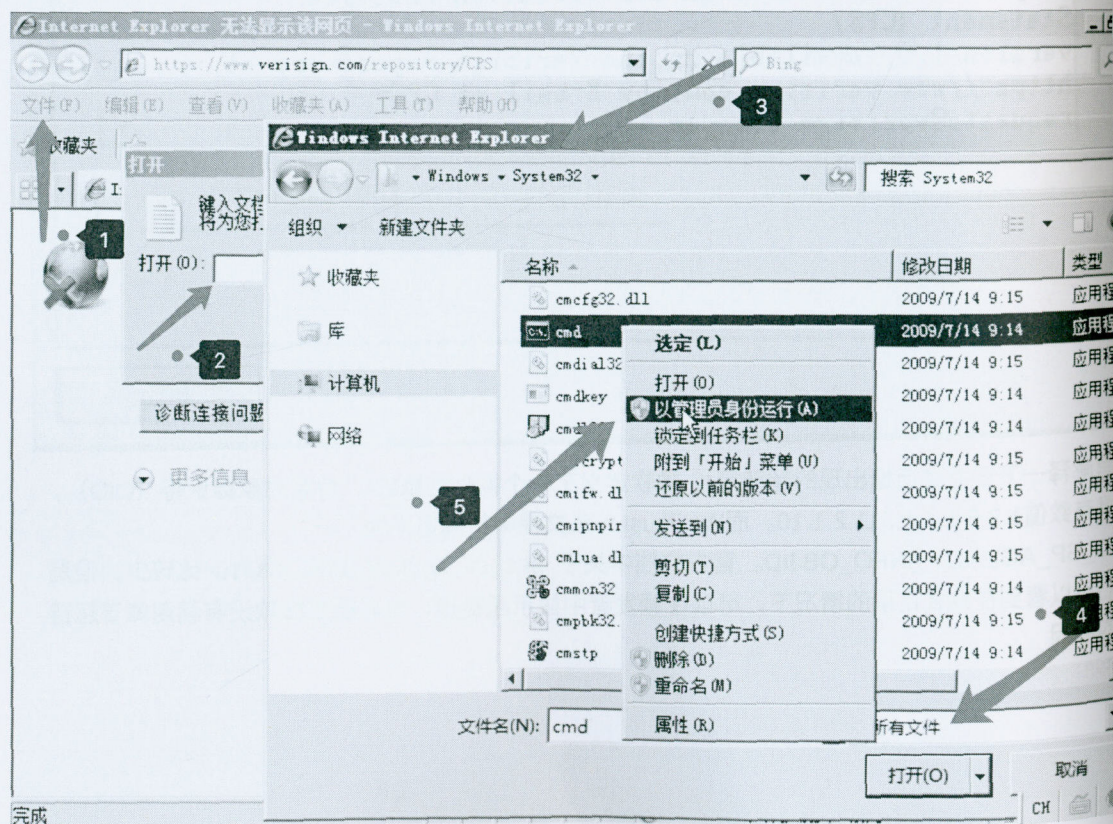 Internet Explorer 无法显示该网页 - Windows Internet Explorer
https://www.verisign.com/repository/CPS
Bing
文件(F) 编辑(E) 查看(V) 收藏夹(A) 工具(T) 帮助(H)
3
收藏夹
Windows Internet Explorer
打开
Windows System32
搜索 System32
1
键入文档
将为您打
组织 新建文件夹
打开(O):
收藏夹
名称 修改日期 类型
cmcfg32.dll 2009/7/14 9:15 应用程
库
cmd 2009/7/14 9:14 应用程
选定(L)
2
cmdial32 2009/7/14 9:15 应用程
计算机
打开(O)
cmdkey 2009/7/14 9:14 应用程
诊断连接问题
以管理员身份运行(A)
2009/7/14 9:14 应用程
网络
锁定到任务栏(K)
crypt 2009/7/14 9:15 应用程
附到「开始」菜单(U)
更多信息
还原以前的版本(V)
cmifw.dl 2009/7/14 9:15 应用程
5
发送到(N)
cmipnpin 2009/7/14 9:15 应用程
cmlua.dl 2009/7/14 9:15 应用程
剪切(T)
cmmon32 2009/7/14 9:14 应用程
复制(C)
cmpbk32. 2009/7/14 9:15
4
创建快捷方式(S)
cmstp 2009/7/14 9:14 应用程
删除(D)
重命名(M)
属性(R)
文件名(N): cmd
所有文件
打开(O) 取消
完成
CH